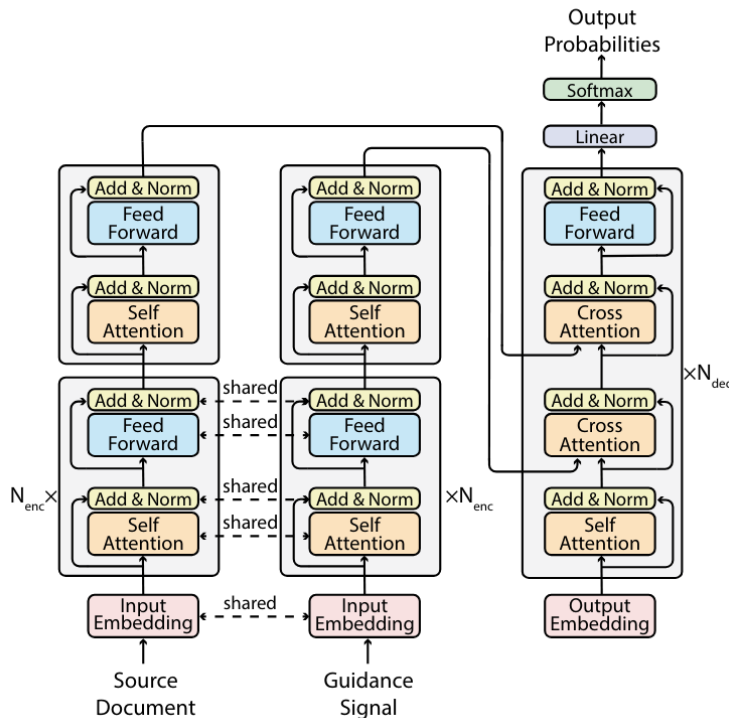 Output
Probabilities
Softmax
Linear
Add & Norm
Feed
Forward
Add & Norm
Self
Attention
Add & Norm
Feed
Forward
Add & Norm
Self
Attention
N_enc×
Input
Embedding
Source
Document
shared
shared
shared
shared
shared
Add & Norm
Feed
Forward
Add & Norm
Self
Attention
Add & Norm
Feed
Forward
Add & Norm
Self
Attention
×N_enc
Input
Embedding
Guidance
Signal
Add & Norm
Feed
Forward
Add & Norm
Cross
Attention
×N_dec
Add & Norm
Cross
Attention
Add & Norm
Self
Attention
Output
Embedding